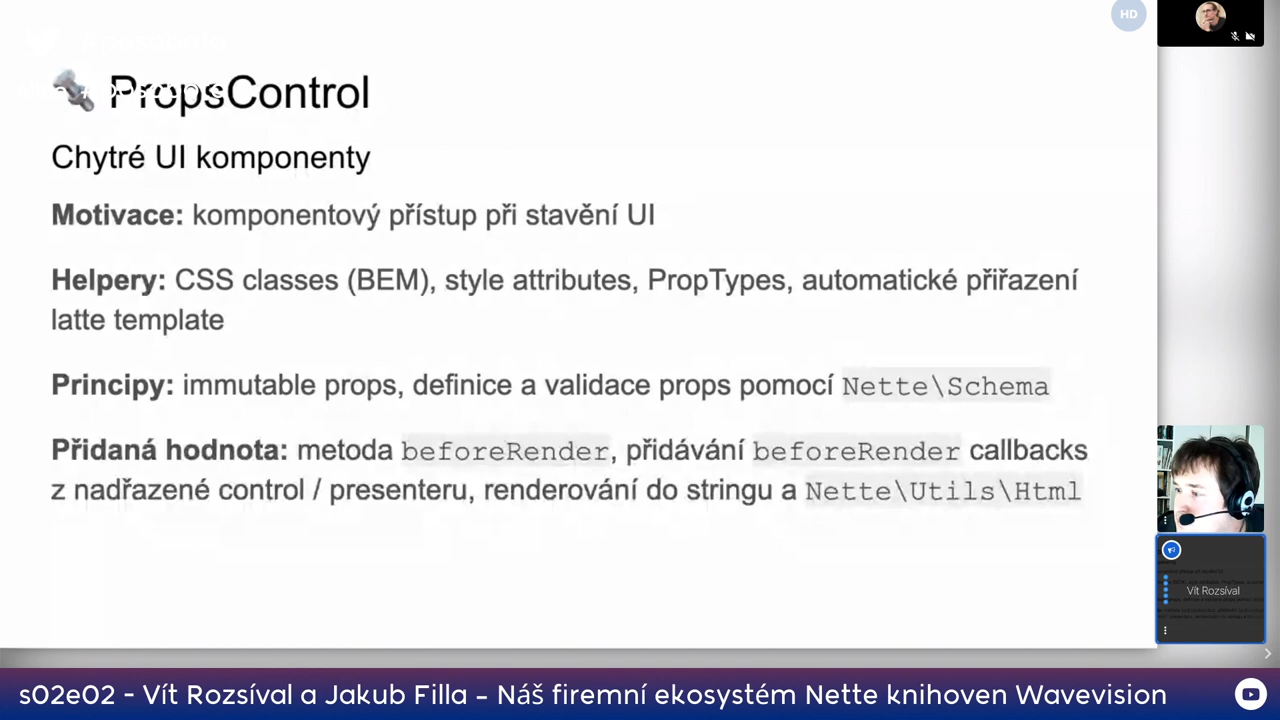 HD
PropsControl
Chytré UI komponenty
Motivace: komponentový přístup při stavění UI
Helpery: CSS classes (BEM), style attributes, PropTypes, automatické přiřazení
latte template
Principy: immutable props, definice a validace props pomocí Nette\Schema
Přidaná hodnota: metoda beforeRender, přidávání beforeRender callbacks
z nadřazené control / presenteru, renderování do stringu a Nette\Utils\Html
Vít Rozsíval
s02e02 - Vít Rozsíval a Jakub Filla – Náš firemní ekosystém Nette knihoven Wavevision